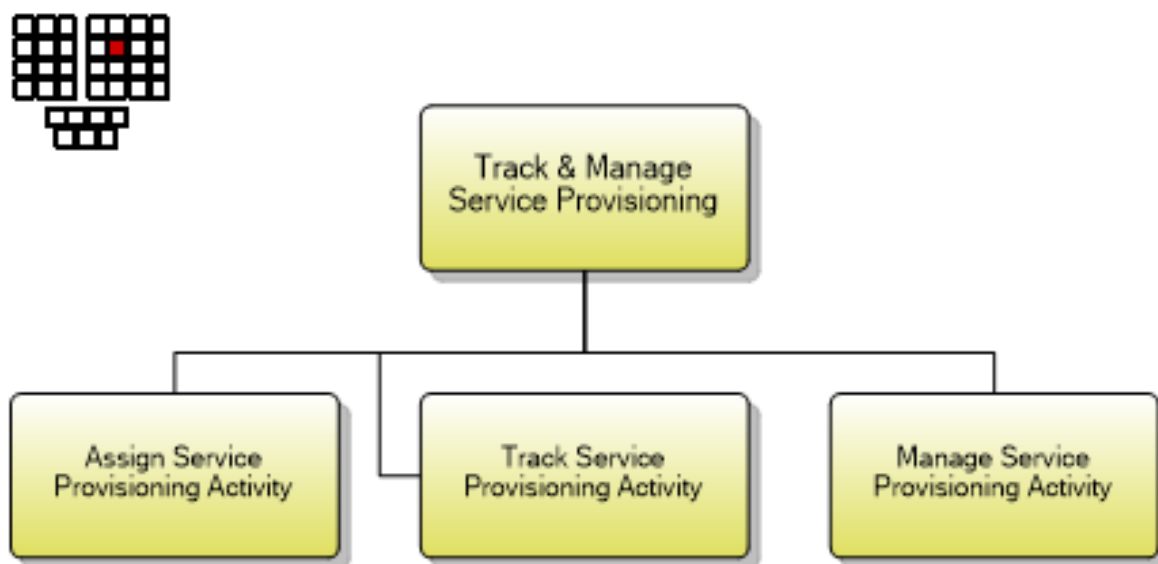 Track & Manage
Service Provisioning
Assign Service
Provisioning Activity
Track Service
Provisioning Activity
Manage Service
Provisioning Activity